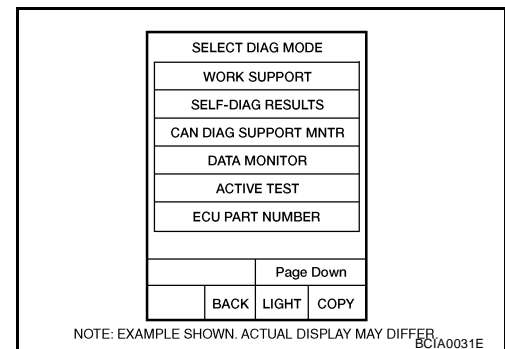 SELECT DIAG MODE
WORK SUPPORT
SELF-DIAG RESULTS
CAN DIAG SUPPORT MNTR
DATA MONITOR
ACTIVE TEST
ECU PART NUMBER
Page Down
BACK LIGHT COPY
NOTE: EXAMPLE SHOWN. ACTUAL DISPLAY MAY DIFFER.
BCIA0031E